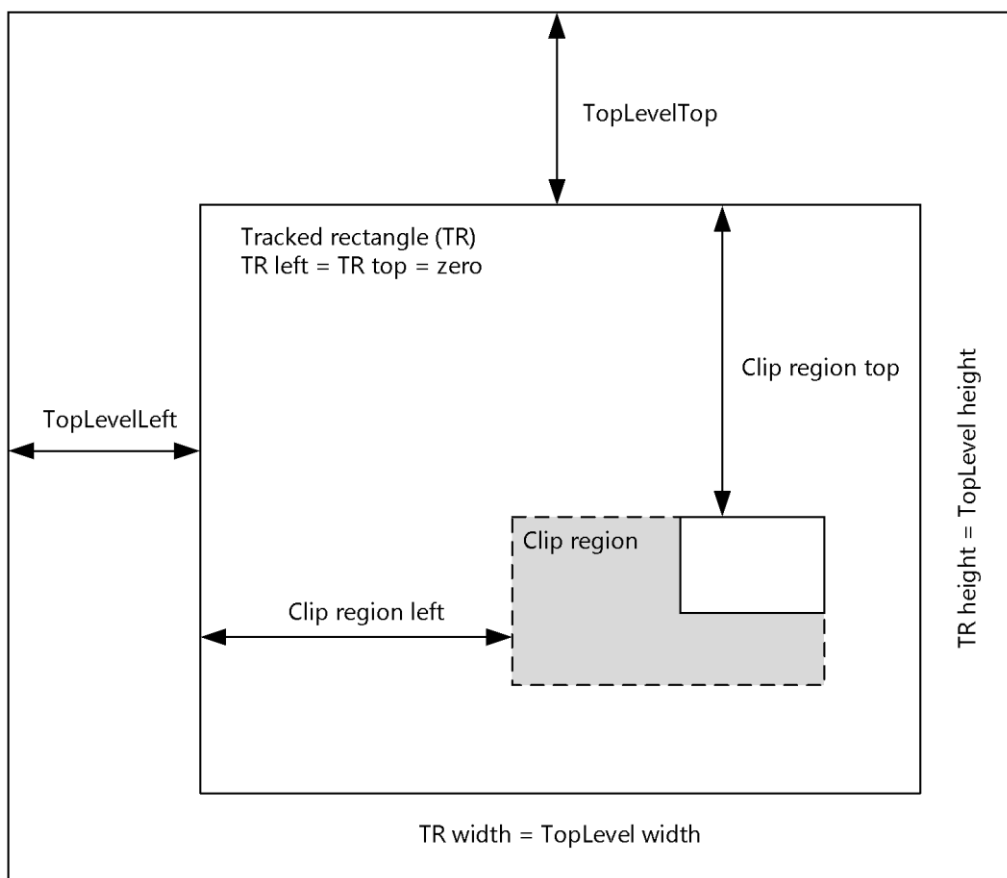 TopLevelTop
Tracked rectangle (TR)
TR left = TR top = zero
Clip region top
TopLevelLeft
TR height = TopLevel height
Clip region
Clip region left
TR width = TopLevel width